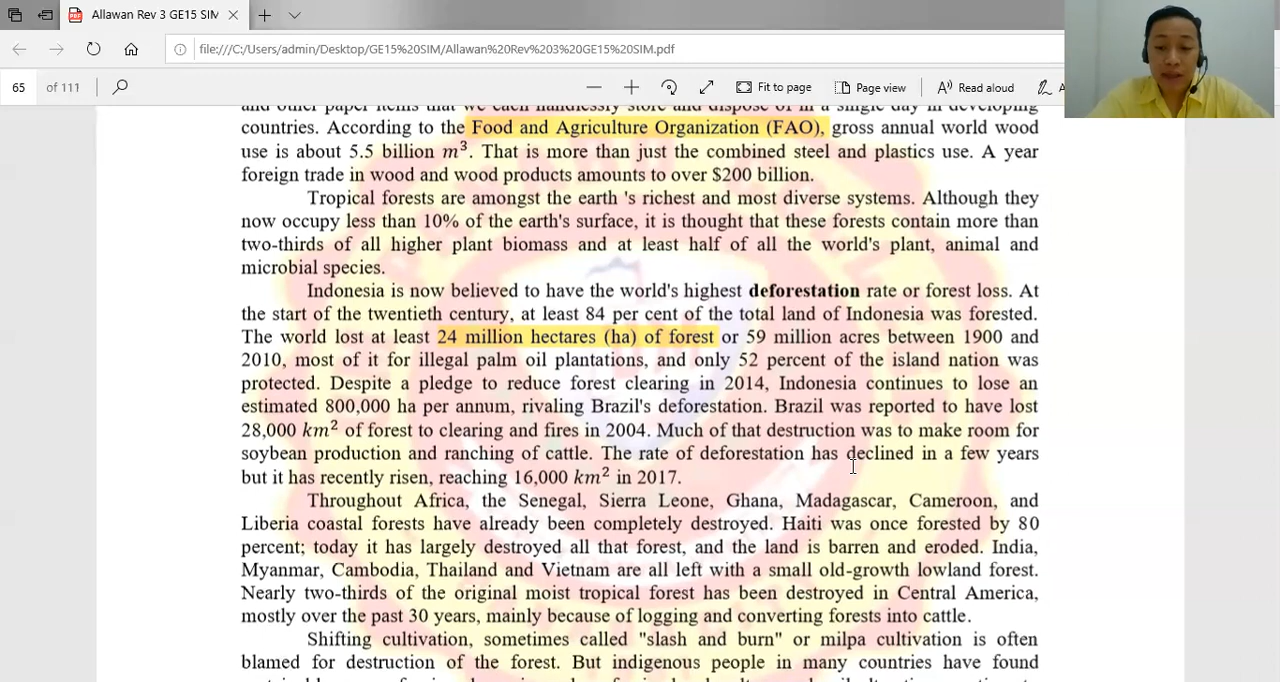 Allawan Rev 3 GE15 SIM
file:///C:/Users/admin/Desktop/GE15%20SIM/Allawan%20Rev%203%20GE15%20SIM.pdf
65 of 111
Fit to page
Page view
Read aloud
and other paper items that we each handlessly store and dispose of in a single day in developing
countries. According to the Food and Agriculture Organization (FAO), gross annual world wood
use is about 5.5 billion m³. That is more than just the combined steel and plastics use. A year
foreign trade in wood and wood products amounts to over $200 billion.
Tropical forests are amongst the earth 's richest and most diverse systems. Although they
now occupy less than 10% of the earth's surface, it is thought that these forests contain more than
two-thirds of all higher plant biomass and at least half of all the world's plant, animal and
microbial species.
Indonesia is now believed to have the world's highest deforestation rate or forest loss. At
the start of the twentieth century, at least 84 per cent of the total land of Indonesia was forested.
The world lost at least 24 million hectares (ha) of forest or 59 million acres between 1900 and
2010, most of it for illegal palm oil plantations, and only 52 percent of the island nation was
protected. Despite a pledge to reduce forest clearing in 2014, Indonesia continues to lose an
estimated 800,000 ha per annum, rivaling Brazil's deforestation. Brazil was reported to have lost
28,000 km² of forest to clearing and fires in 2004. Much of that destruction was to make room for
soybean production and ranching of cattle. The rate of deforestation has declined in a few years
but it has recently risen, reaching 16,000 km² in 2017.
Throughout Africa, the Senegal, Sierra Leone, Ghana, Madagascar, Cameroon, and
Liberia coastal forests have already been completely destroyed. Haiti was once forested by 80
percent; today it has largely destroyed all that forest, and the land is barren and eroded. India,
Myanmar, Cambodia, Thailand and Vietnam are all left with a small old-growth lowland forest.
Nearly two-thirds of the original moist tropical forest has been destroyed in Central America,
mostly over the past 30 years, mainly because of logging and converting forests into cattle.
Shifting cultivation, sometimes called "slash and burn" or milpa cultivation is often
blamed for destruction of the forest. But indigenous people in many countries have found